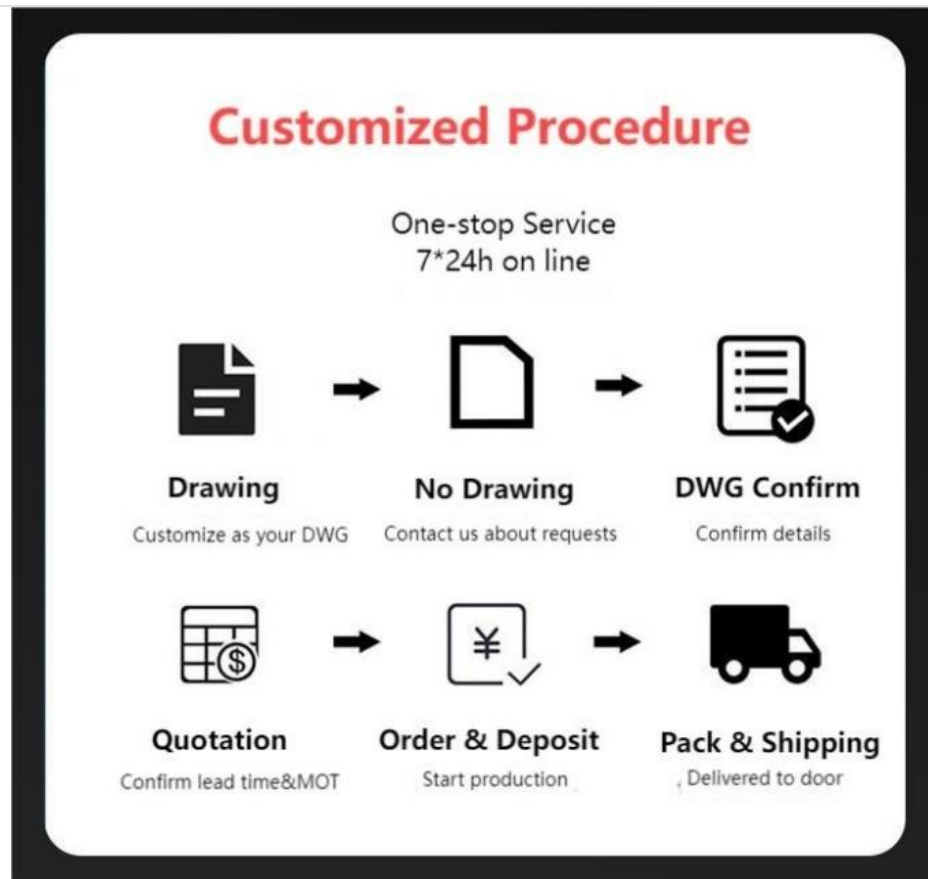 Customized Procedure
One-stop Service
7*24h on line
Drawing
No Drawing
DWG Confirm
Customize as your DWG
Contact us about requests
Confirm details
$
¥
Quotation
Order & Deposit
Pack & Shipping
Confirm lead time&MOT
Start production
Delivered to door